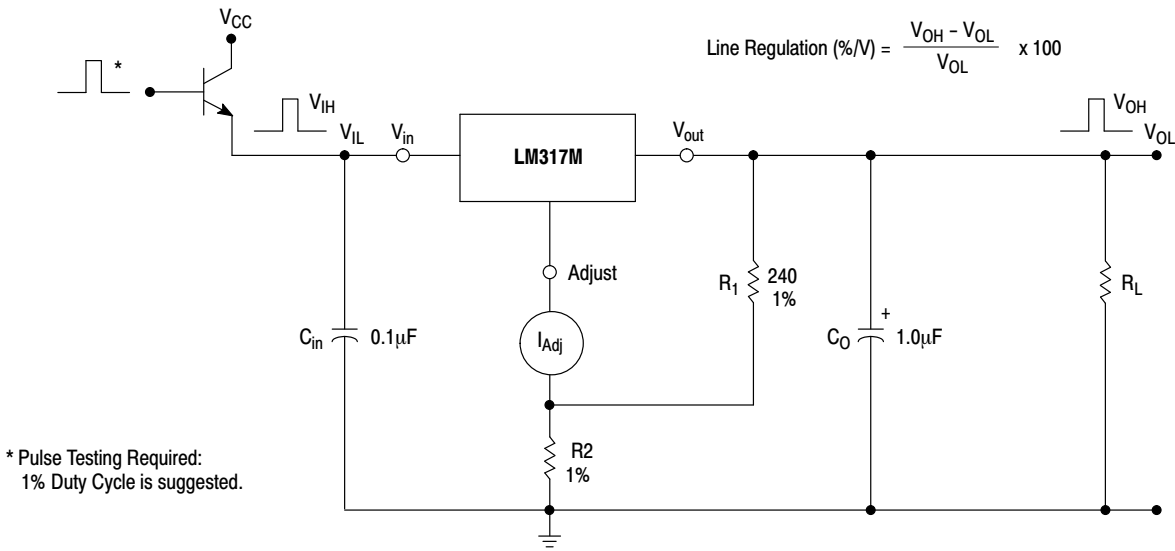 V_CC
Line Regulation (%/V) = (V_OH – V_OL) / V_OL x 100
*
V_IH
V_IL
V_in
LM317M
V_out
V_OH
V_OL
Adjust
R_1
240
1%
R_L
C_in
0.1μF
I_Adj
C_O
+
1.0μF
R2
1%
* Pulse Testing Required:
1% Duty Cycle is suggested.